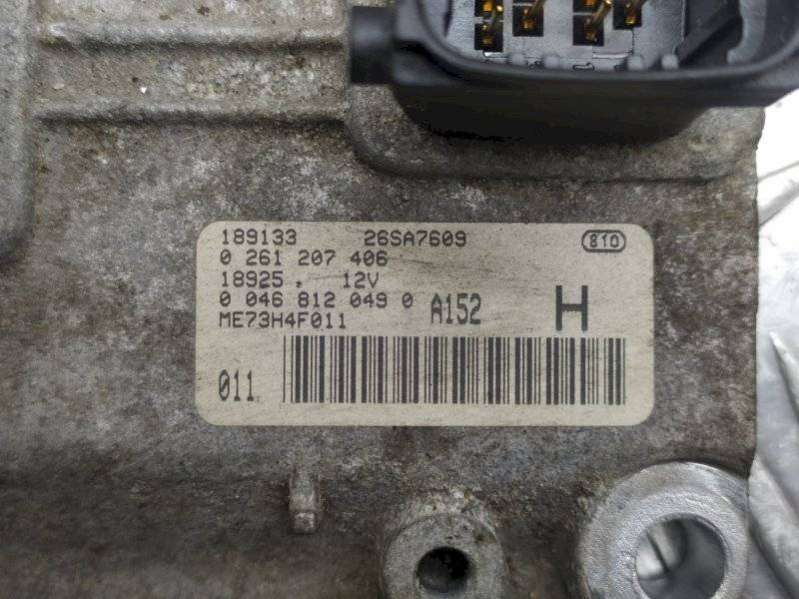 189133 26SA7609 810
0 261 207 406
18925. 12V
0 046 812 049 0 A152 H
ME73H4F011
011